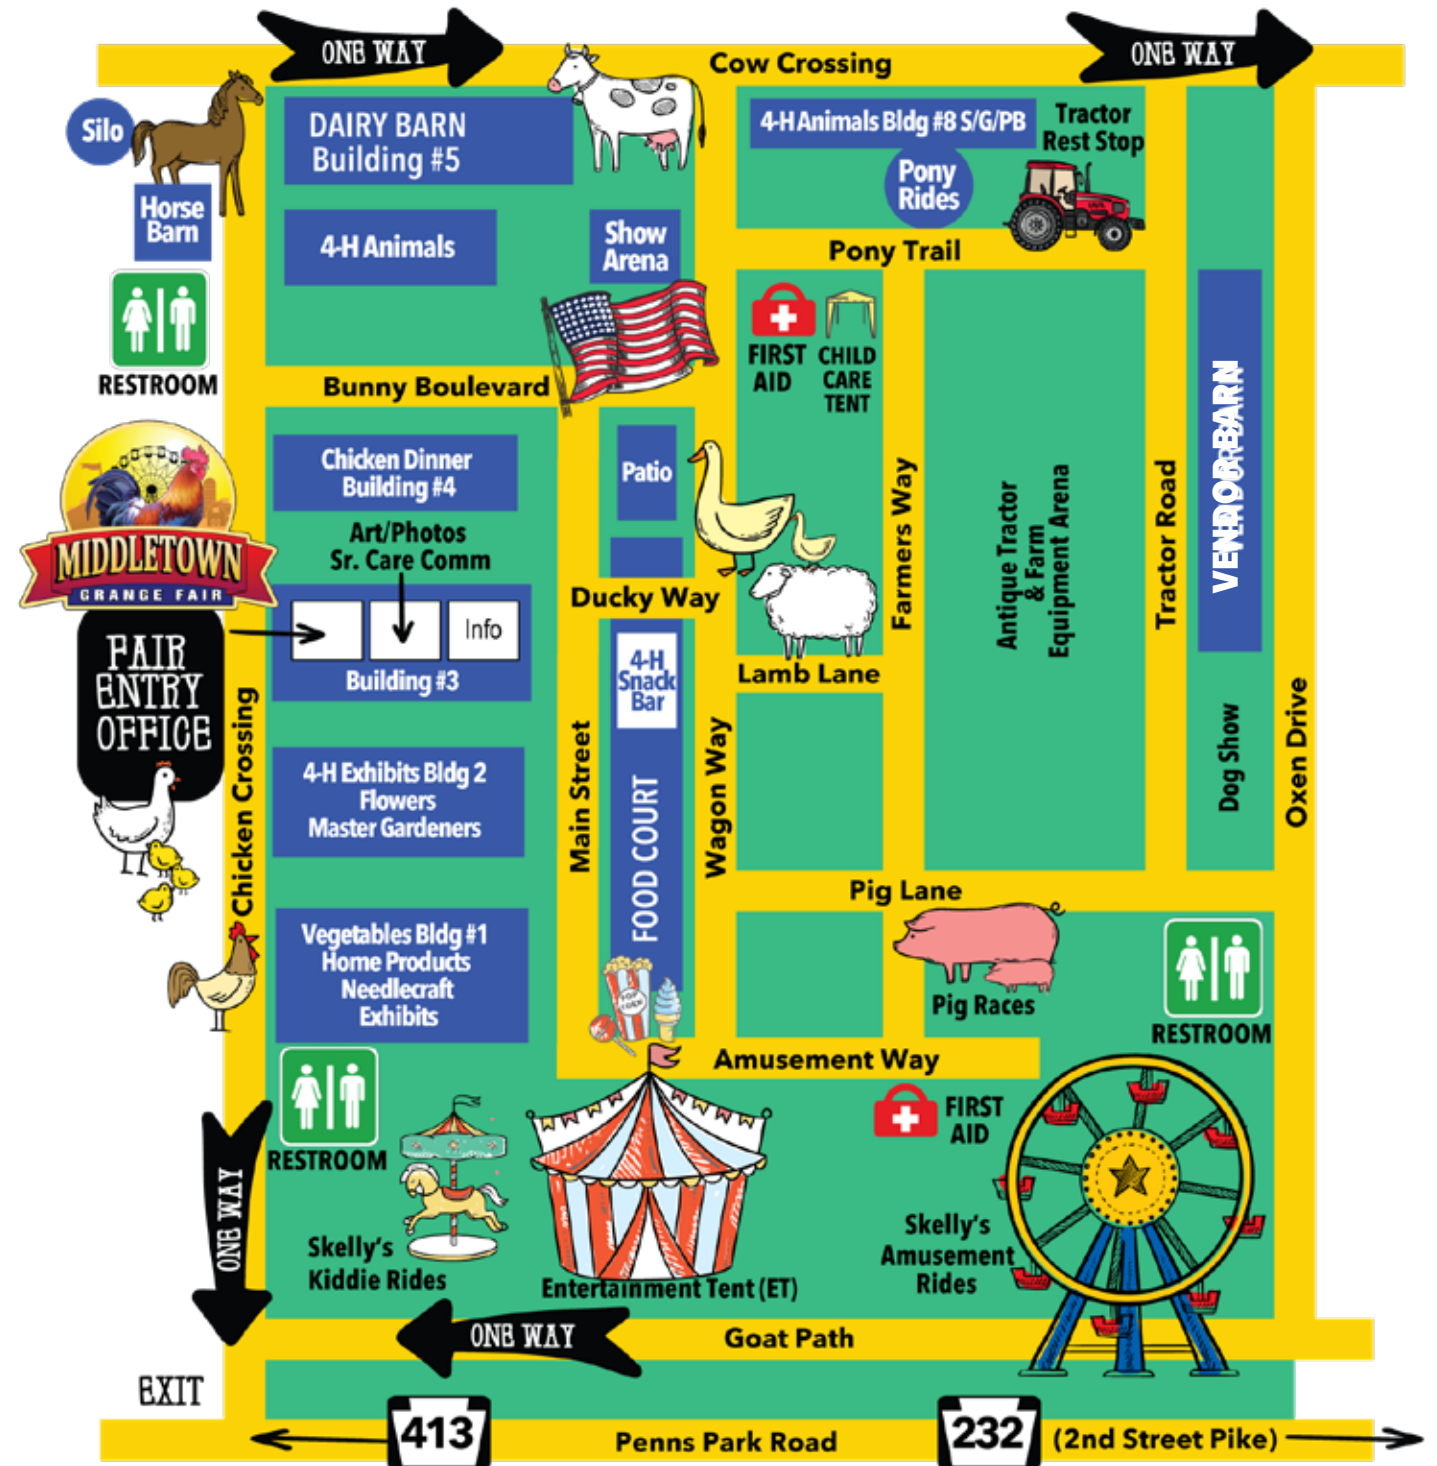 ONE WAY
ONE WAY
Cow Crossing
Silo
DAIRY BARN
Building #5
4-H Animals Bldg #8 S/G/PB
Tractor
Rest Stop
Pony
Rides
Horse
Barn
4-H Animals
Show
Arena
Pony Trail
RESTROOM
FIRST
AID
CHILD
CARE
TENT
Bunny Boulevard
Chicken Dinner
Building #4
Patio
Art/Photos
Sr. Care Comm
MIDDLETOWN
GRANGE FAIR
Ducky Way
Info
Building #3
FAIR
ENTRY
OFFICE
4-H
Snack
Bar
Lamb Lane
Farmers Way
Antique Tractor
& Farm
Equipment Arena
Tractor Road
VENDOR BARN
Dog Show
Oxen Drive
Chicken Crossing
4-H Exhibits Bldg 2
Flowers
Master Gardeners
Main Street
FOOD COURT
Wagon Way
Pig Lane
Vegetables Bldg #1
Home Products
Needlecraft
Exhibits
POP
CORN
Pig Races
RESTROOM
Amusement Way
FIRST
AID
RESTROOM
ONE WAY
Skelly's
Kiddie Rides
Entertainment Tent (ET)
Skelly's
Amusement
Rides
ONE WAY
Goat Path
EXIT
413
Penns Park Road
232
(2nd Street Pike)